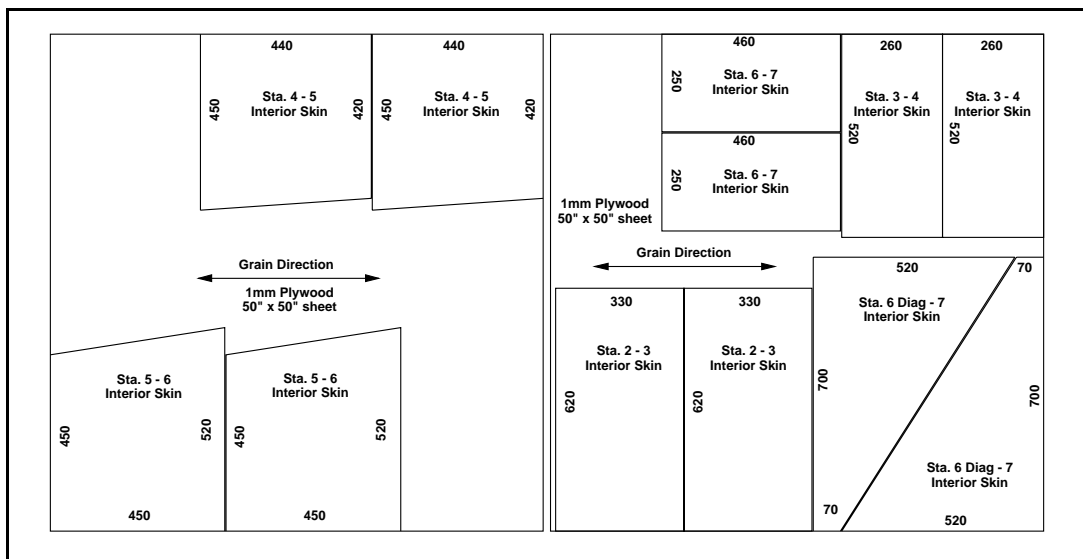 440
Sta. 4 - 5
Interior Skin
450
420
440
Sta. 4 - 5
Interior Skin
450
420
Grain Direction
1mm Plywood
50" x 50" sheet
Sta. 5 - 6
Interior Skin
450
520
450
Sta. 5 - 6
Interior Skin
450
520
450
460
Sta. 6 - 7
Interior Skin
250
460
Sta. 6 - 7
Interior Skin
250
260
Sta. 3 - 4
Interior Skin
520
260
Sta. 3 - 4
Interior Skin
520
1mm Plywood
50" x 50" sheet
Grain Direction
330
Sta. 2 - 3
Interior Skin
620
330
Sta. 2 - 3
Interior Skin
620
520
Sta. 6 Diag - 7
Interior Skin
700
70
70
700
Sta. 6 Diag - 7
Interior Skin
520